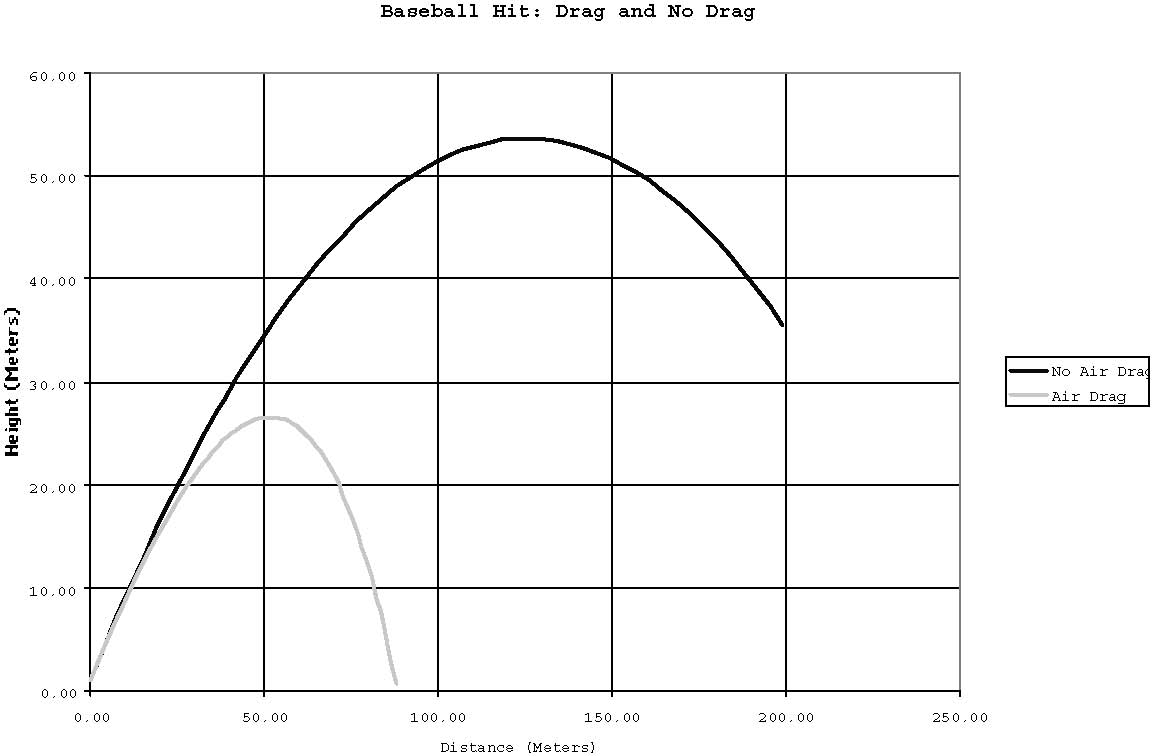 Baseball Hit: Drag and No Drag
60,00
50,00
40,00
30,00
20,00
10,00
0,00
Height (Meters)
0,00 50,00 100,00 150,00 200,00 250,00
Distance (Meters)
No Air Drag
Air Drag